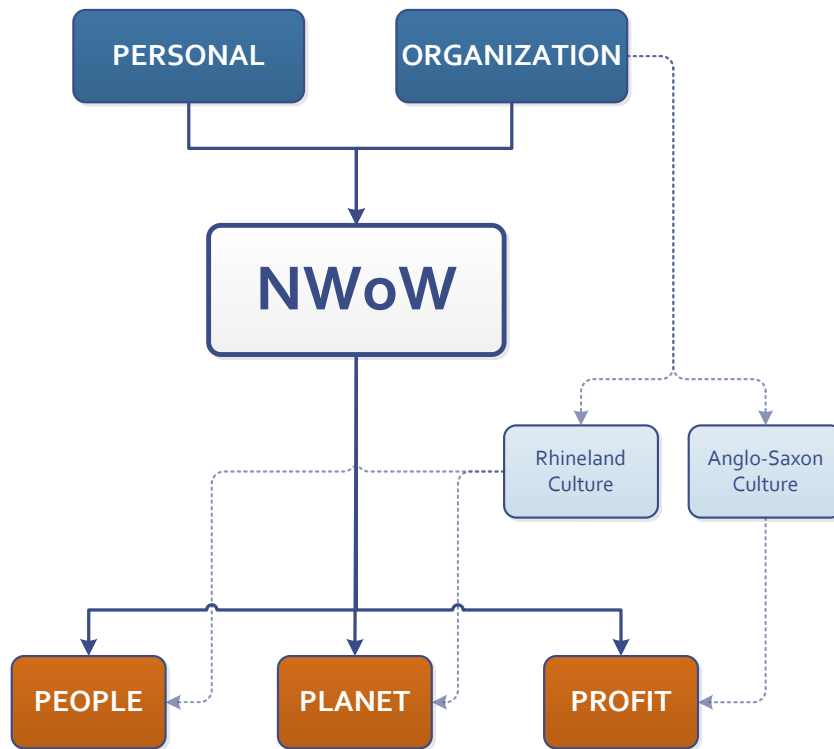 PERSONAL
ORGANIZATION
NWoW
Rhineland
Culture
Anglo-Saxon
Culture
PEOPLE
PLANET
PROFIT